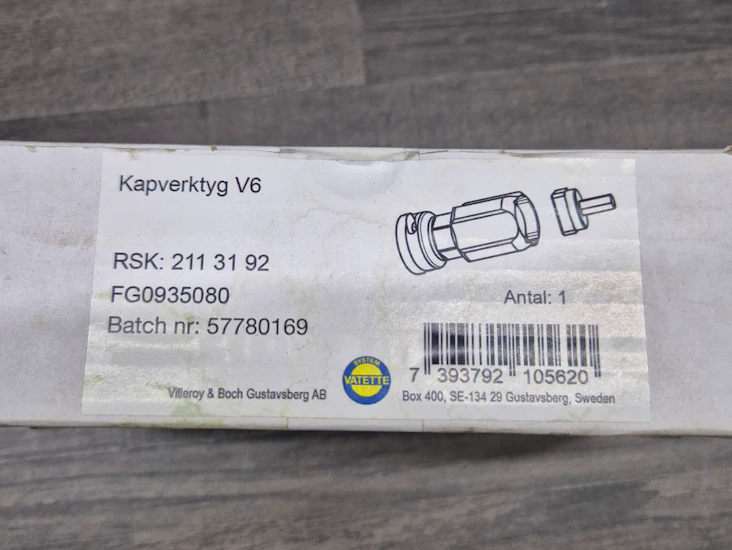 Kapverktyg V6
RSK: 211 31 92
FG0935080
Antal: 1
Batch nr: 57780169
7 393792 105620
SYSTEM
VATETTE
Villeroy & Boch Gustavsberg AB
Box 400, SE-134 29 Gustavsberg, Sweden